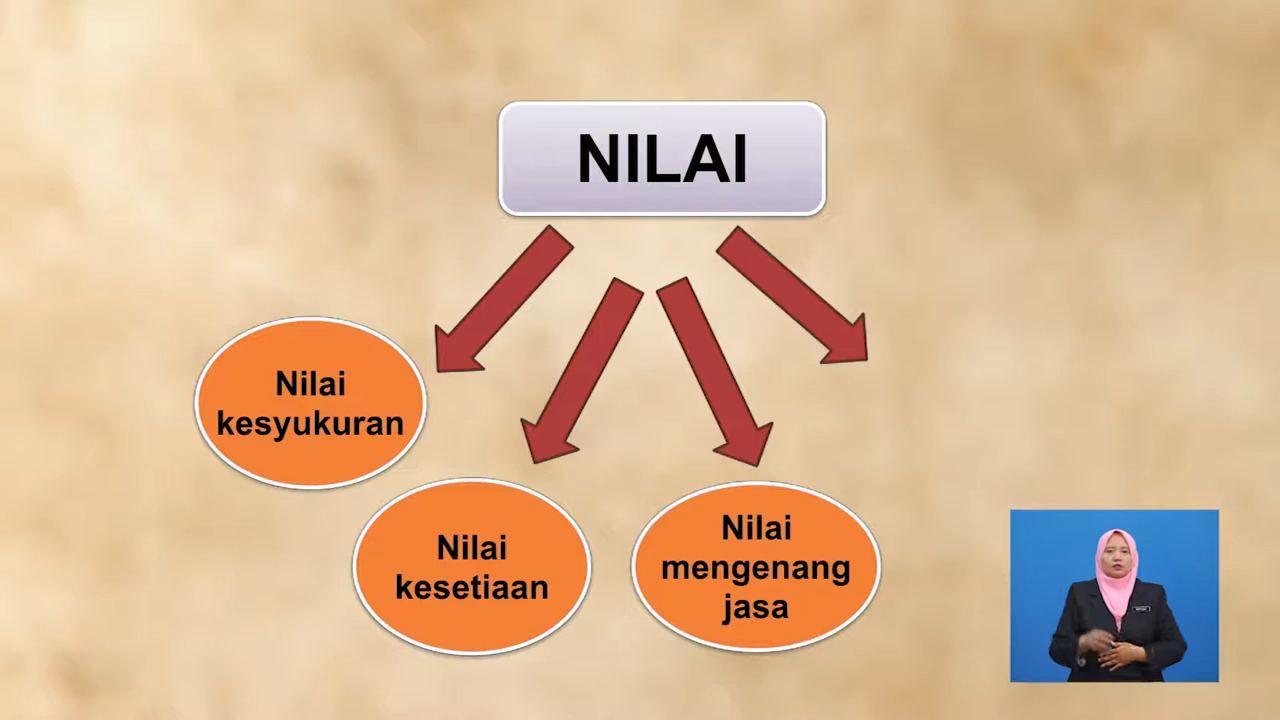 NILAI
Nilai
kesyukuran
Nilai
kesetiaan
Nilai
mengenang
jasa